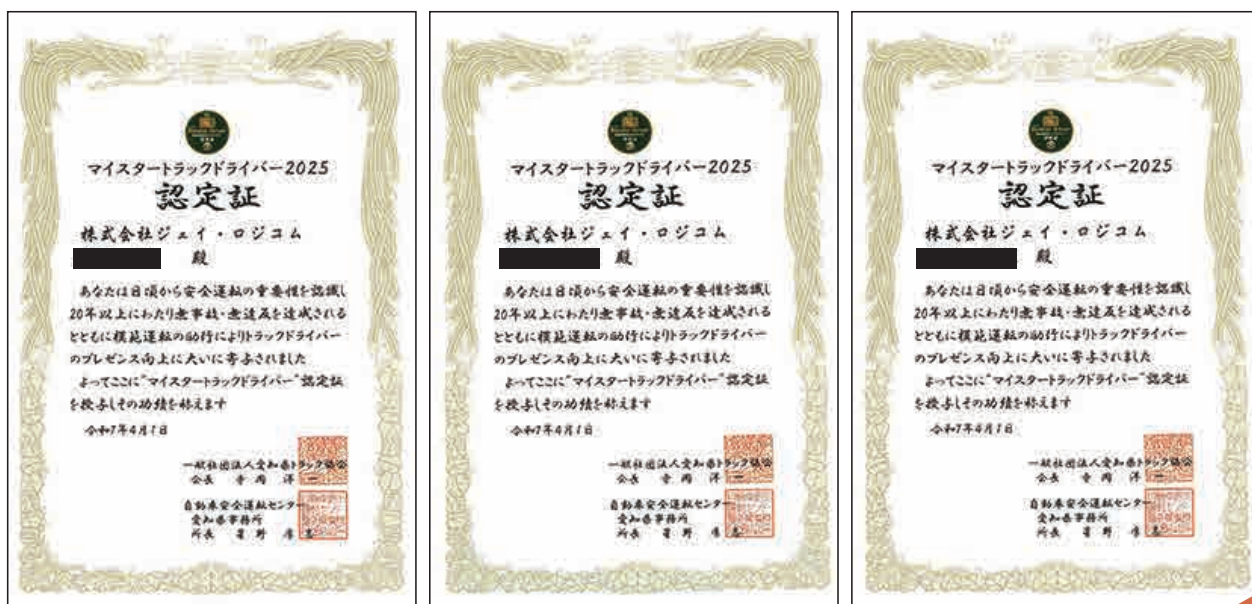 マイスタートラックドライバー2025
認定証
株式会社ジェイ・ロジコム
殿
あなたは日頃から安全運転の重要性を認識し
20年以上にわたり無事故・無違反を達成される
とともに模範運転の励行によりトラックドライバー
のプレゼンス向上に大いに寄与されました
よってここに“マイスタートラックドライバー”認定証
を授与しその功績を称えます
令和7年4月1日
一般社団法人愛知県トラック協会
会長 寺岡 洋一
自動車安全運転センター
愛知県事務所
所長 星野
マイスタートラックドライバー2025
認定証
株式会社ジェイ・ロジコム
殿
あなたは日頃から安全運転の重要性を認識し
20年以上にわたり無事故・無違反を達成される
とともに模範運転の励行によりトラックドライバー
のプレゼンス向上に大いに寄与されました
よってここに“マイスタートラックドライバー”認定証
を授与しその功績を称えます
令和7年4月1日
一般社団法人愛知県トラック協会
会長 寺岡 洋一
自動車安全運転センター
愛知県事務所
所長 星野
マイスタートラックドライバー2025
認定証
株式会社ジェイ・ロジコム
殿
あなたは日頃から安全運転の重要性を認識し
20年以上にわたり無事故・無違反を達成される
とともに模範運転の励行によりトラックドライバー
のプレゼンス向上に大いに寄与されました
よってここに“マイスタートラックドライバー”認定証
を授与しその功績を称えます
令和7年4月1日
一般社団法人愛知県トラック協会
会長 寺岡 洋一
自動車安全運転センター
愛知県事務所
所長 星野